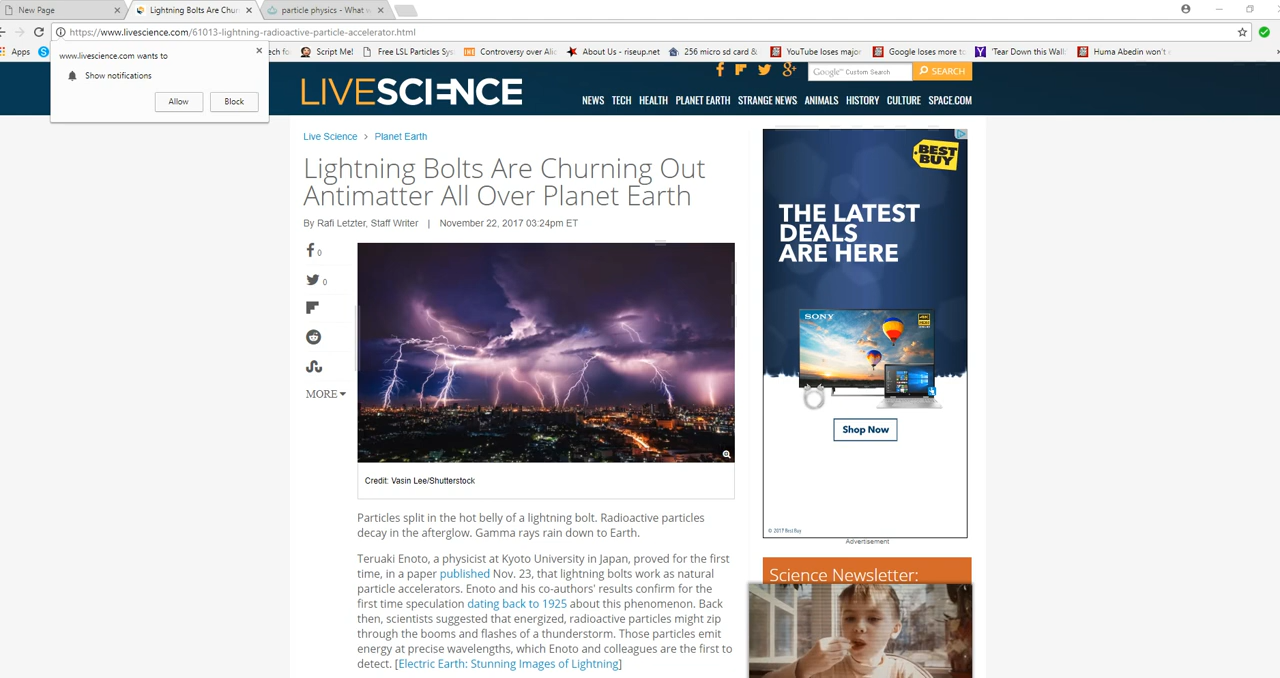 New Page
Lightning Bolts Are Churn
particle physics - What w
https://www.livescience.com/61013-lightning-radioactive-particle-accelerator.html
Apps
Script Me!
Free LSL Particles Sys
Controversy over Alic
About Us - riseup.net
256 micro sd card &
YouTube loses major
Google loses more to
'Tear Down this Wall
Huma Abedin won't
www.livescience.com wants to
Show notifications
Allow
Block
LIVESCIENCE
Google Custom Search
SEARCH
NEWS TECH HEALTH PLANET EARTH STRANGE NEWS ANIMALS HISTORY CULTURE SPACE.COM
Live Science > Planet Earth
Lightning Bolts Are Churning Out
Antimatter All Over Planet Earth
By Rafi Letzter, Staff Writer | November 22, 2017 03:24pm ET
0
0
MORE
Credit: Vasin Lee/Shutterstock
Particles split in the hot belly of a lightning bolt. Radioactive particles
decay in the afterglow. Gamma rays rain down to Earth.
Teruaki Enoto, a physicist at Kyoto University in Japan, proved for the first
time, in a paper published Nov. 23, that lightning bolts work as natural
particle accelerators. Enoto and his co-authors' results confirm for the
first time speculation dating back to 1925 about this phenomenon. Back
then, scientists suggested that energized, radioactive particles might zip
through the booms and flashes of a thunderstorm. Those particles emit
energy at precise wavelengths, which Enoto and colleagues are the first to
detect. [Electric Earth: Stunning Images of Lightning]
BEST
BUY
THE LATEST
DEALS
ARE HERE
SONY
Shop Now
© 2017 Best Buy
Advertisement
Science Newsletter: